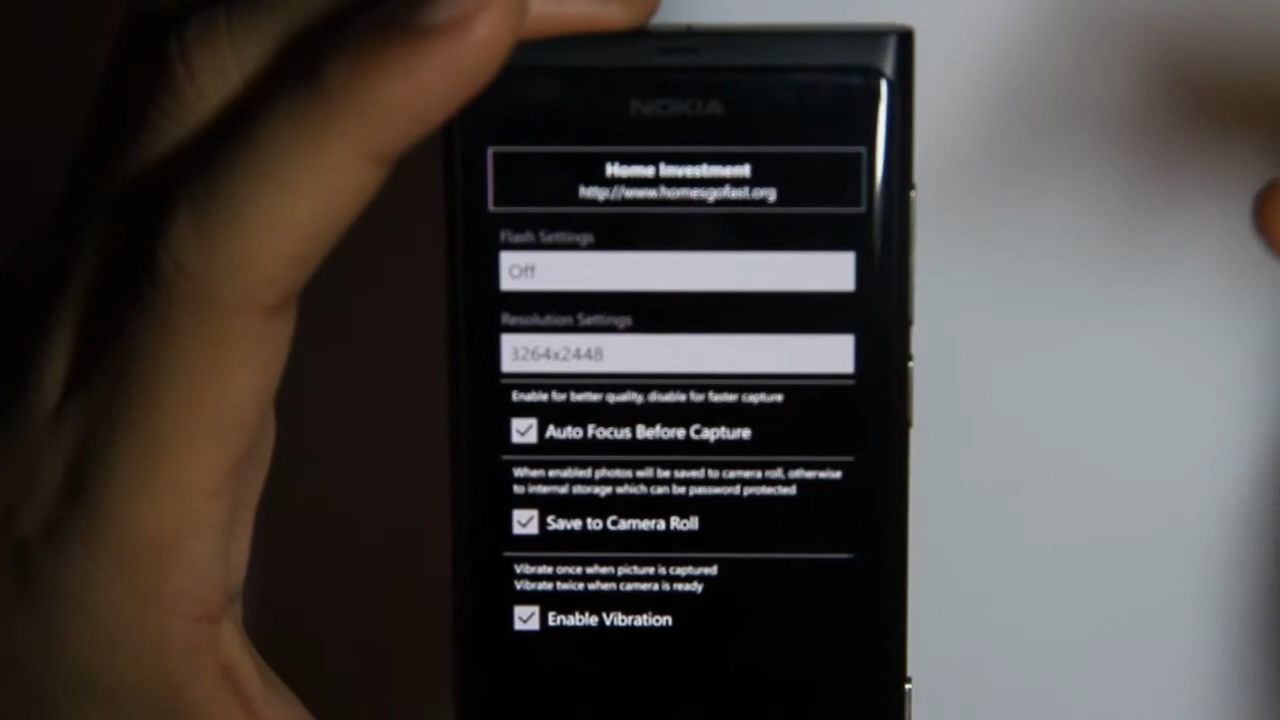 NOKIA
Home Investment
http://www.homesgofast.org
Flash Settings
Off
Resolution Settings
3264x2448
Enable for better quality, disable for faster capture
Auto Focus Before Capture
When enabled photos will be saved to camera roll, otherwise
to internal storage which can be password protected
Save to Camera Roll
Vibrate once when picture is captured
Vibrate twice when camera is ready
Enable Vibration